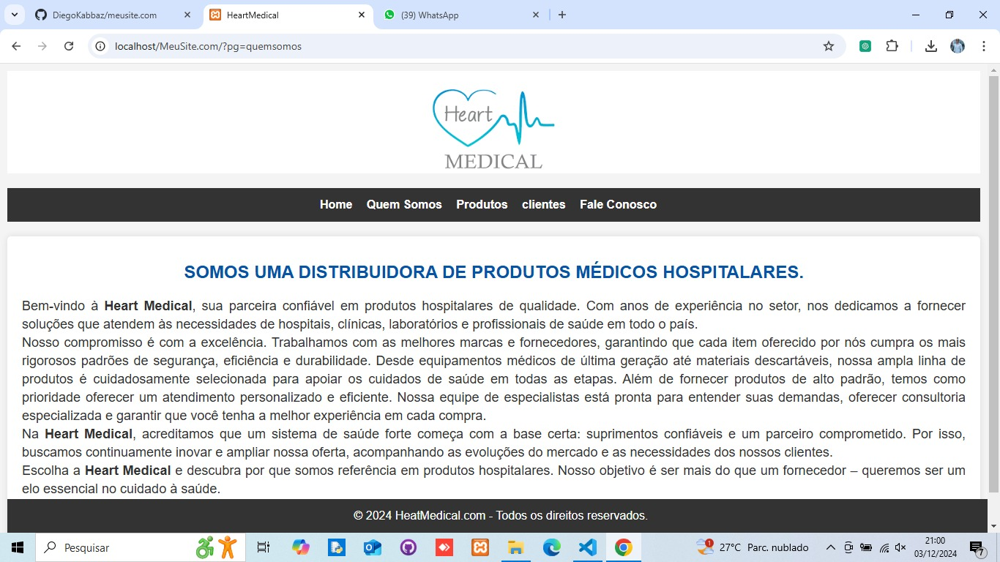 DiegoKabbaz/meusite.com
HeartMedical
(39) WhatsApp
localhost/MeuSite.com/?pg=quemsomos
Heart
MEDICAL
Home Quem Somos Produtos clientes Fale Conosco
SOMOS UMA DISTRIBUIDORA DE PRODUTOS MÉDICOS HOSPITALARES.
Bem-vindo à Heart Medical, sua parceira confiável em produtos hospitalares de qualidade. Com anos de experiência no setor, nos dedicamos a fornecer
soluções que atendem às necessidades de hospitais, clínicas, laboratórios e profissionais de saúde em todo o país.
Nosso compromisso é com a excelência. Trabalhamos com as melhores marcas e fornecedores, garantindo que cada item oferecido por nós cumpra os mais
rigorosos padrões de segurança, eficiência e durabilidade. Desde equipamentos médicos de última geração até materiais descartáveis, nossa ampla linha de
produtos é cuidadosamente selecionada para apoiar os cuidados de saúde em todas as etapas. Além de fornecer produtos de alto padrão, temos como
prioridade oferecer um atendimento personalizado e eficiente. Nossa equipe de especialistas está pronta para entender suas demandas, oferecer consultoria
especializada e garantir que você tenha a melhor experiência em cada compra.
Na Heart Medical, acreditamos que um sistema de saúde forte começa com a base certa: suprimentos confiáveis e um parceiro comprometido. Por isso,
buscamos continuamente inovar e ampliar nossa oferta, acompanhando as evoluções do mercado e as necessidades dos nossos clientes.
Escolha a Heart Medical e descubra por que somos referência em produtos hospitalares. Nosso objetivo é ser mais do que um fornecedor – queremos ser um
elo essencial no cuidado à saúde.
© 2024 HeatMedical.com - Todos os direitos reservados.
Pesquisar
1
27°C Parc. nublado
21:00
03/12/2024
7